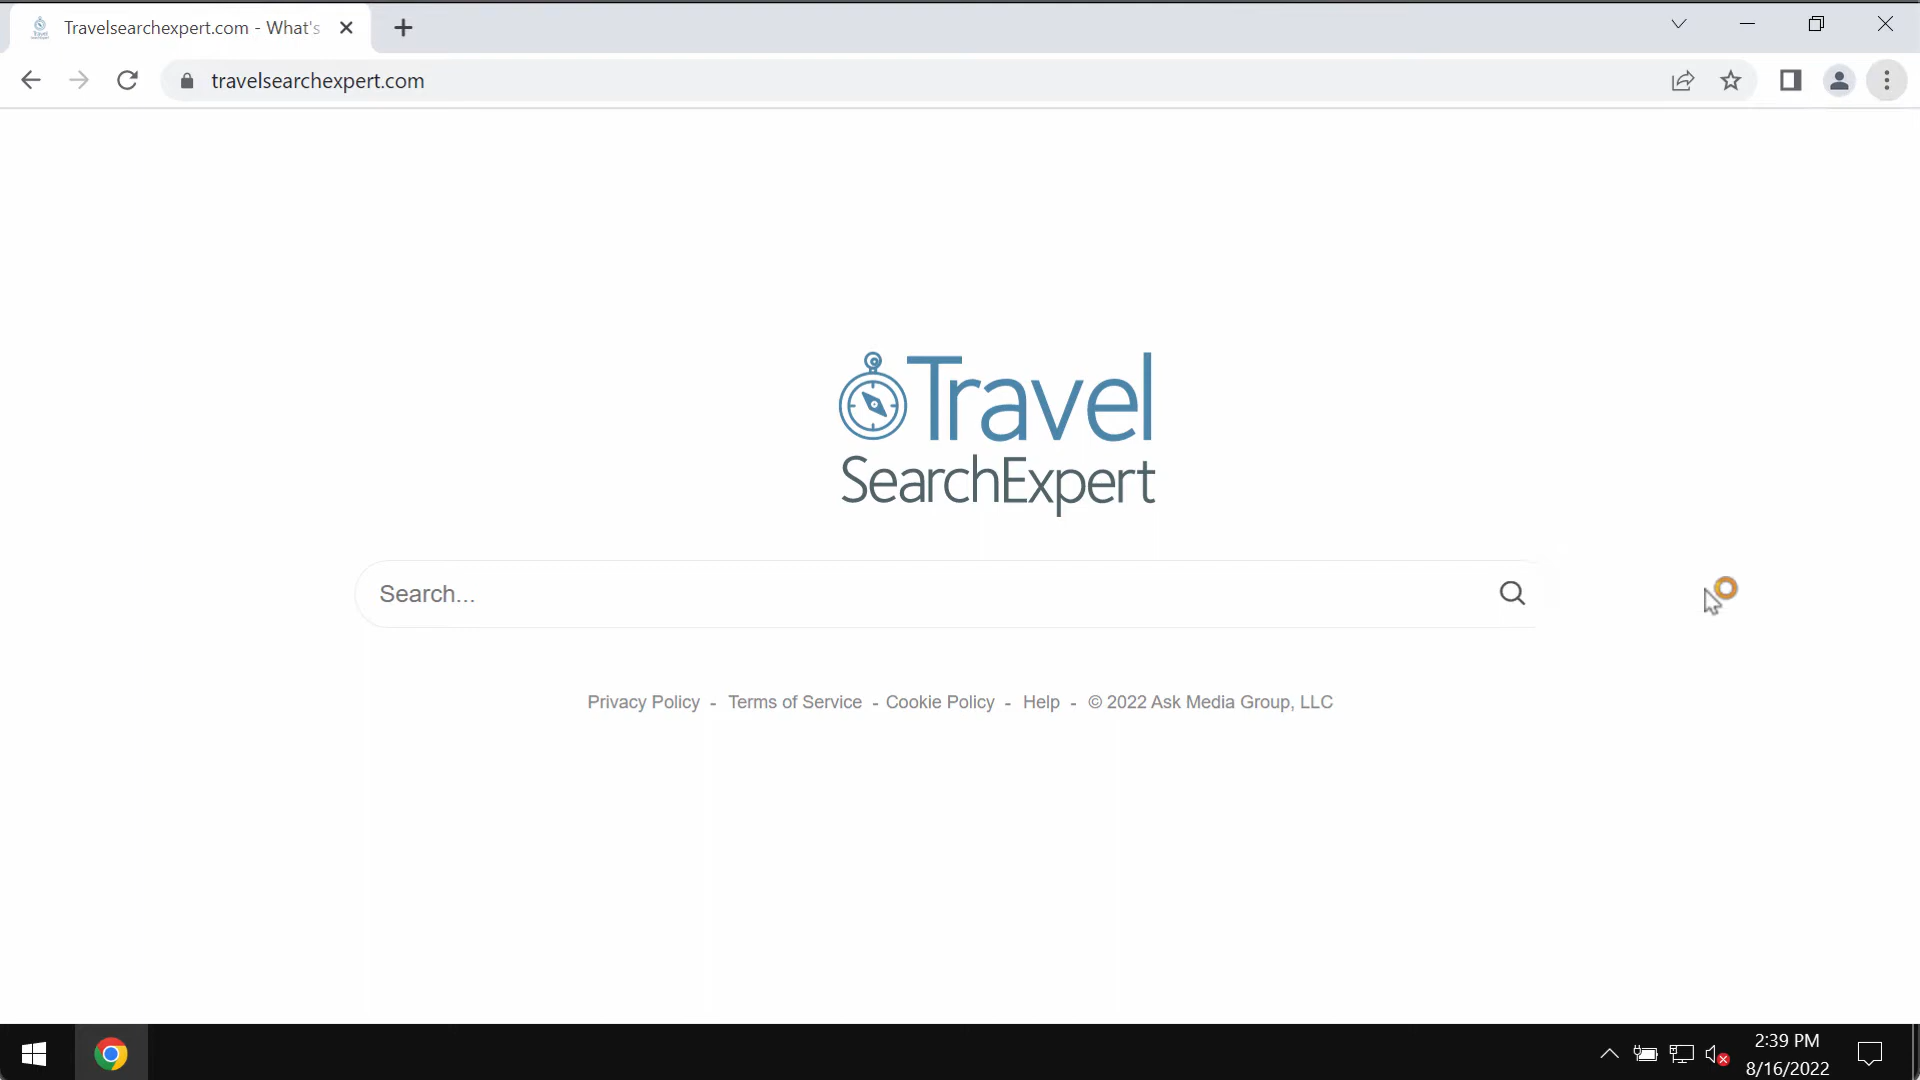 Travelsearchexpert.com - What's
travelsearchexpert.com
Travel
SearchExpert
Search...
Privacy Policy - Terms of Service - Cookie Policy - Help - © 2022 Ask Media Group, LLC
2:39 PM
8/16/2022